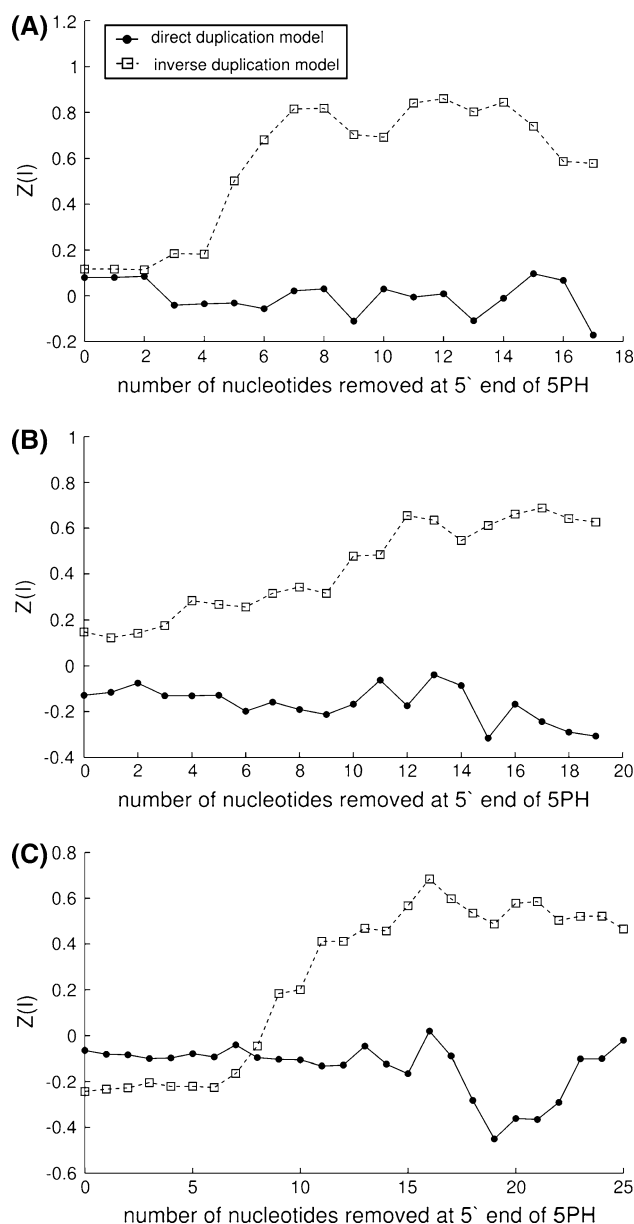 (A)
1.2
1
0.8
0.6
0.4
0.2
0
-0.2
Z(I)
direct duplication model
inverse duplication model
0 2 4 6 8 10 12 14 16 18
number of nucleotides removed at 5` end of 5PH
(B)
1
0.8
0.6
0.4
0.2
0
-0.2
-0.4
Z(I)
0 2 4 6 8 10 12 14 16 18 20
number of nucleotides removed at 5` end of 5PH
(C)
0.8
0.6
0.4
0.2
0
-0.2
-0.4
-0.6
Z(I)
0 5 10 15 20 25
number of nucleotides removed at 5` end of 5PH